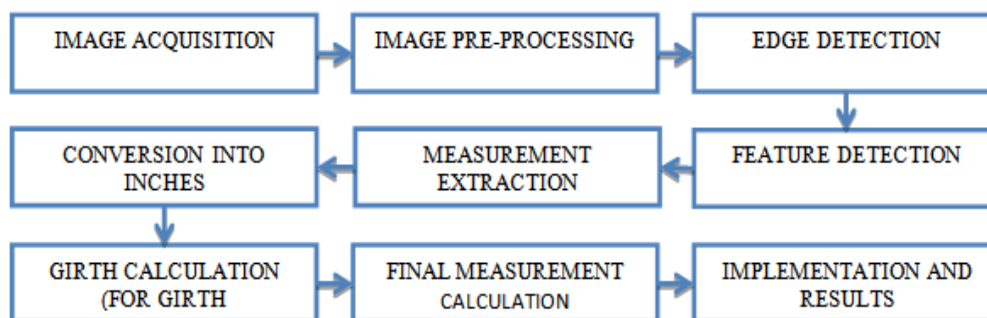 IMAGE ACQUISITION
IMAGE PRE-PROCESSING
EDGE DETECTION
FEATURE DETECTION
MEASUREMENT
EXTRACTION
CONVERSION INTO
INCHES
GIRTH CALCULATION
(FOR GIRTH
FINAL MEASUREMENT
CALCULATION
IMPLEMENTATION AND
RESULTS